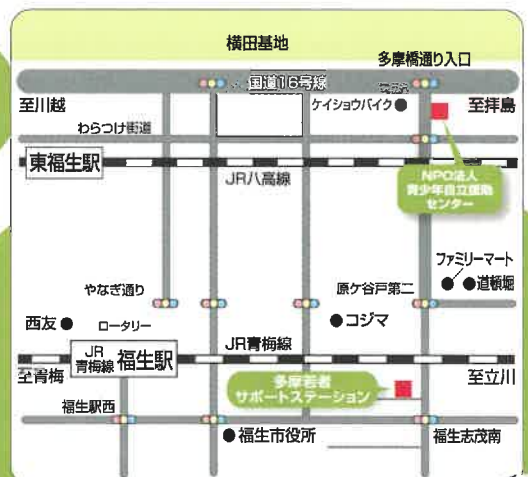 横田基地
多摩橋通り入口
国道16号線
至川越
ケイショウバイク
至拝島
わらつけ街道
東福生駅
JR八高線
NPO法人
青少年自立援助
センター
ファミリーマート
道頓堀
やなぎ通り
原ケ谷戸第二
西友
ロータリー
コジマ
JR青梅線
JR
青梅線
福生駅
至青梅
多摩若者
サポートステーション
至立川
福生駅西
福生市役所
福生志茂南